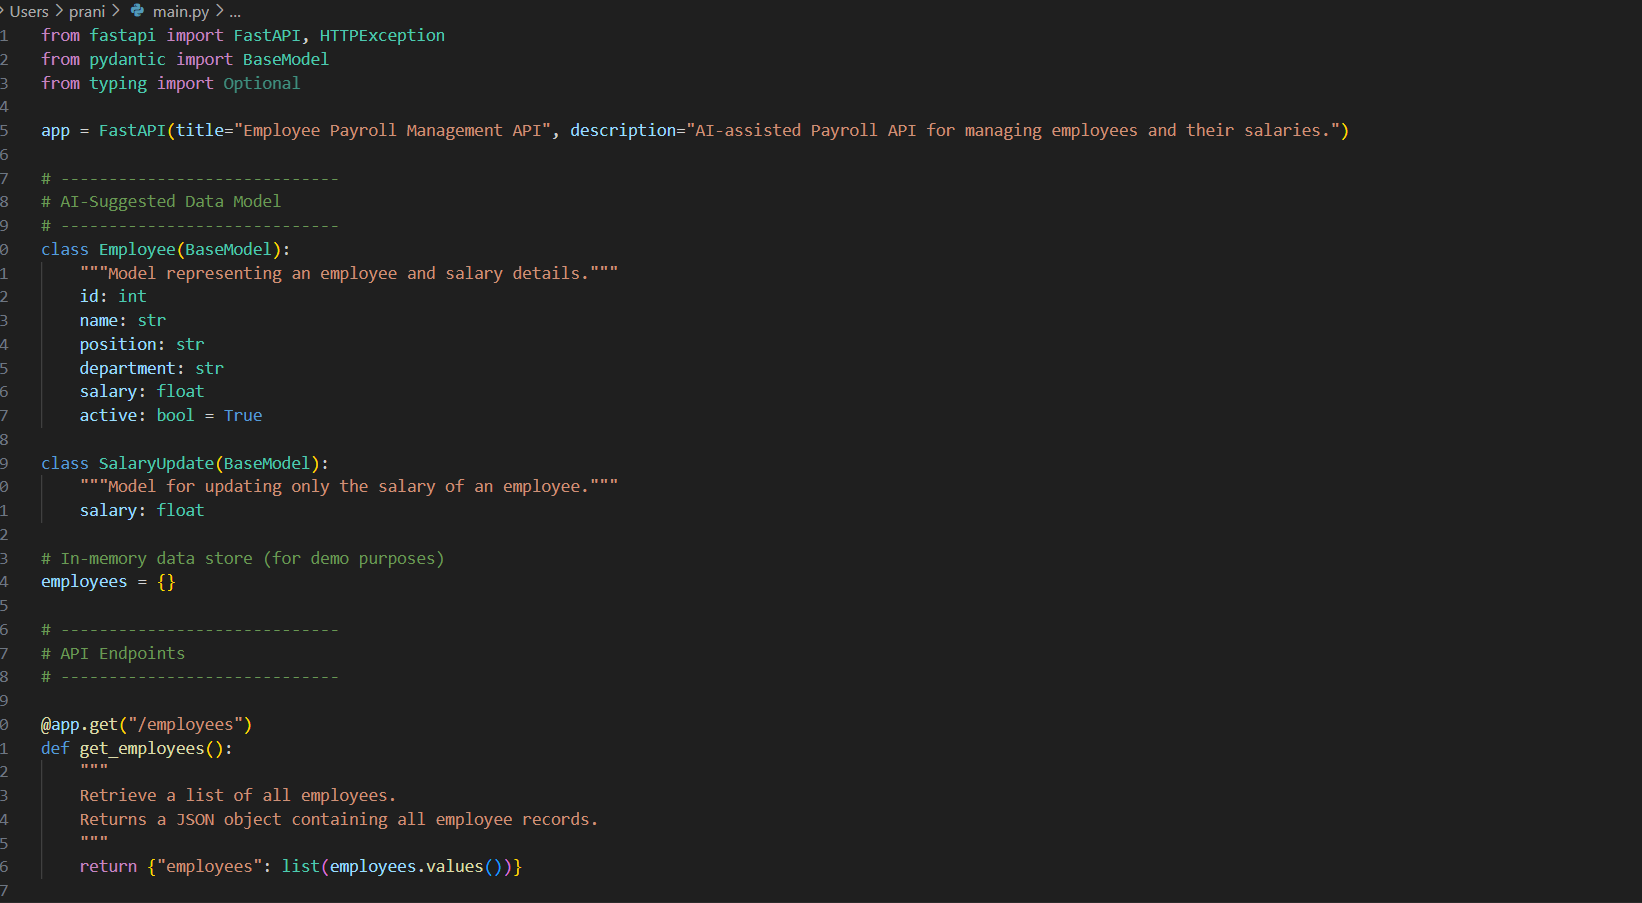 Users > prani > main.py > ...
1 from fastapi import FastAPI, HTTPException
2 from pydantic import BaseModel
3 from typing import Optional
4
5 app = FastAPI(title="Employee Payroll Management API", description="AI-assisted Payroll API for managing employees and their salaries.")
6
7 # -----------------------------
8 # AI-Suggested Data Model
9 # -----------------------------
0 class Employee(BaseModel):
1     """Model representing an employee and salary details."""
2     id: int
3     name: str
4     position: str
5     department: str
6     salary: float
7     active: bool = True
8
9 class SalaryUpdate(BaseModel):
0     """Model for updating only the salary of an employee."""
1     salary: float
2
3 # In-memory data store (for demo purposes)
4 employees = {}
5
6 # -----------------------------
7 # API Endpoints
8 # -----------------------------
9
0 @app.get("/employees")
1 def get_employees():
2     """
3     Retrieve a list of all employees.
4     Returns a JSON object containing all employee records.
5     """
6     return {"employees": list(employees.values())}
7